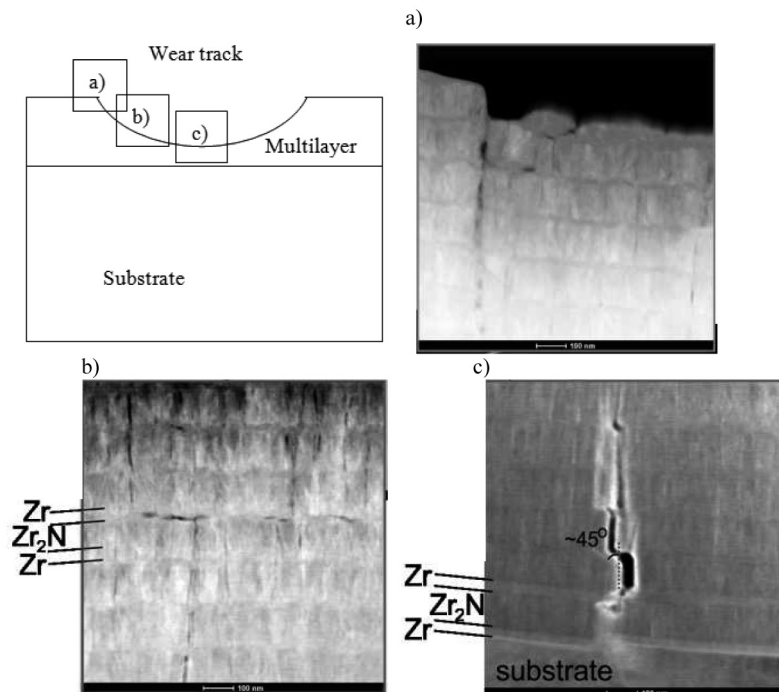 a)
Wear track
a)
b)
c)
Multilayer
Substrate
100 nm
b)
c)
Zr
Zr₂N
Zr
100 nm
~45°
Zr
Zr₂N
Zr
substrate